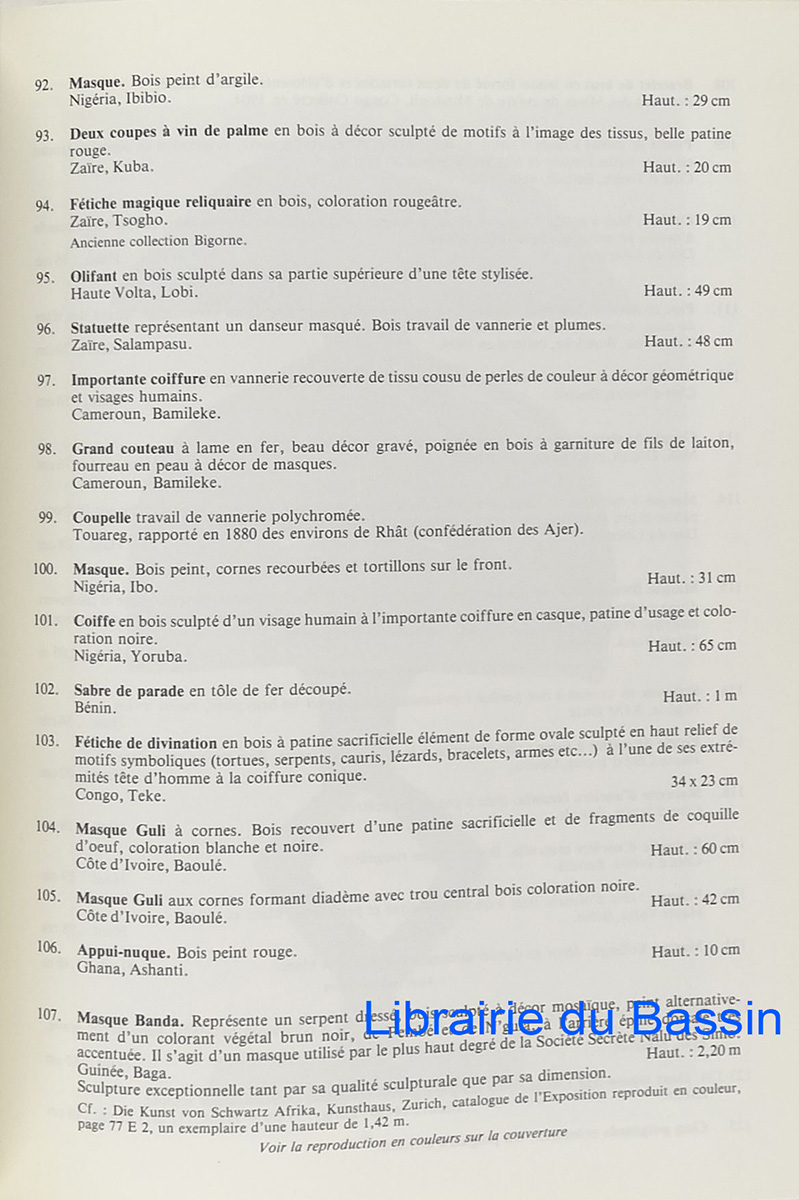 92. Masque. Bois peint d'argile.
Nigéria, Ibibio. Haut. : 29 cm
93. Deux coupes à vin de palme en bois à décor sculpté de motifs à l'image des tissus, belle patine
rouge.
Zaïre, Kuba. Haut. : 20 cm
94. Fétiche magique reliquaire en bois, coloration rougeâtre.
Zaïre, Tsogho. Haut. : 19 cm
Ancienne collection Bigorne.
95. Olifant en bois sculpté dans sa partie supérieure d'une tête stylisée.
Haute Volta, Lobi. Haut. : 49 cm
96. Statuette représentant un danseur masqué. Bois travail de vannerie et plumes.
Zaïre, Salampasu. Haut. : 48 cm
97. Importante coiffure en vannerie recouverte de tissu cousu de perles de couleur à décor géométrique
et visages humains.
Cameroun, Bamileke.
98. Grand couteau à lame en fer, beau décor gravé, poignée en bois à garniture de fils de laiton,
fourreau en peau à décor de masques.
Cameroun, Bamileke.
99. Coupelle travail de vannerie polychromée.
Touareg, rapporté en 1880 des environs de Rhât (confédération des Ajer).
100. Masque. Bois peint, cornes recourbées et tortillons sur le front.
Nigéria, Ibo. Haut. : 31 cm
101. Coiffe en bois sculpté d'un visage humain à l'importante coiffure en casque, patine d'usage et colo-
ration noire.
Nigéria, Yoruba. Haut. : 65 cm
102. Sabre de parade en tôle de fer découpé.
Bénin. Haut. : 1 m
103. Fétiche de divination en bois à patine sacrificielle élément de forme ovale sculpté en haut relief de
motifs symboliques (tortues, serpents, cauris, lézards, bracelets, armes etc...) à l'une de ses extré-
mités tête d'homme à la coiffure conique.
Congo, Teke. 34 x 23 cm
104. Masque Guli à cornes. Bois recouvert d'une patine sacrificielle et de fragments de coquille
d'oeuf, coloration blanche et noire.
Côte d'Ivoire, Baoulé. Haut. : 60 cm
105. Masque Guli aux cornes formant diadème avec trou central bois coloration noire.
Côte d'Ivoire, Baoulé. Haut. : 42 cm
106. Appui-nuque. Bois peint rouge. Haut. : 10 cm
Ghana, Ashanti.
107. Masque Banda. Représente un serpent dressé, bois sculpté à décor mosaïque, peint alternative-
ment d'un colorant végétal brun noir, de et de à l'arrière épine dorsale très
accentuée. Il s'agit d'un masque utilisé par le plus haut degré de la Société Secrète Nalu des Simo.
Guinée, Baga. Haut. : 2,20 m
Sculpture exceptionnelle tant par sa qualité sculpturale que par sa dimension.
Cf. : Die Kunst von Schwartz Afrika, Kunsthaus, Zurich, catalogue de l'Exposition reproduit en couleur,
page 77 E 2, un exemplaire d'une hauteur de 1,42 m.
Voir la reproduction en couleurs sur la couverture
Librairie du Bassin